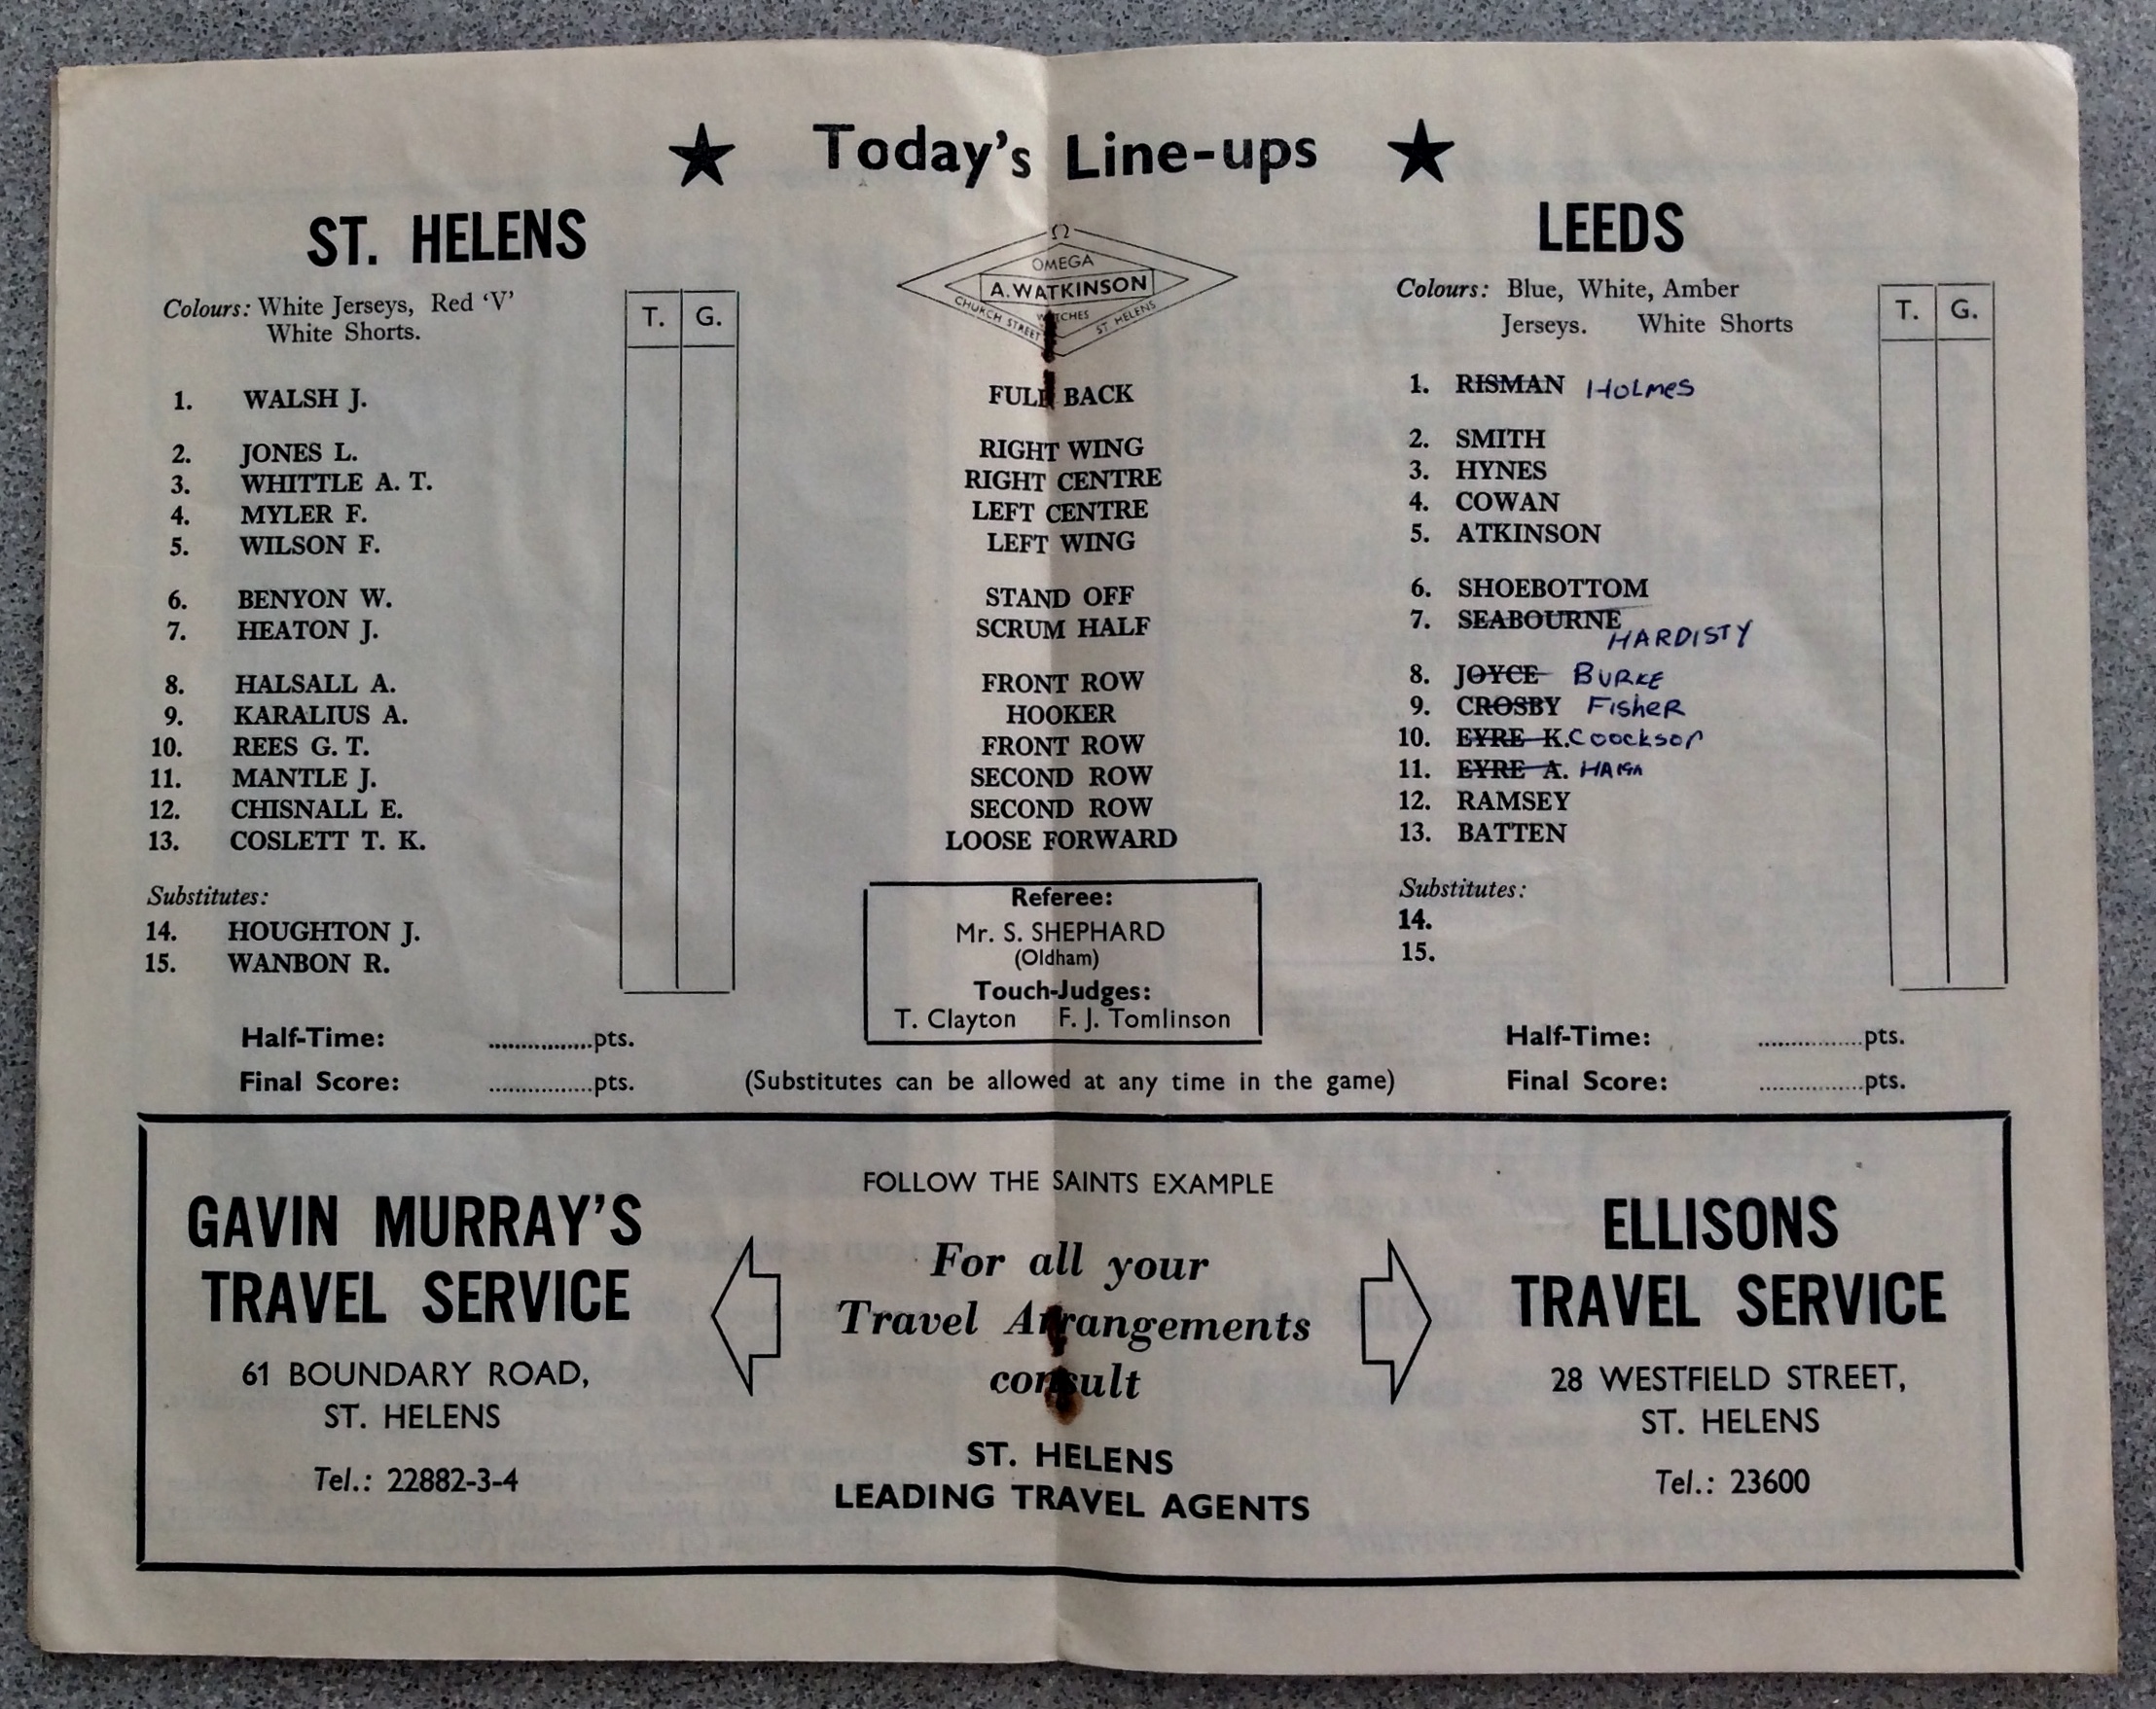 ★ Today's Line-ups ★
ST. HELENS
Colours: White Jerseys, Red 'V'
White Shorts.
T. G.
1. WALSH J.
2. JONES L.
3. WHITTLE A. T.
4. MYLER F.
5. WILSON F.
6. BENYON W.
7. HEATON J.
8. HALSALL A.
9. KARALIUS A.
10. REES G. T.
11. MANTLE J.
12. CHISNALL E.
13. COSLETT T. K.
Substitutes:
14. HOUGHTON J.
15. WANBON R.
Half-Time: ................pts.
Final Score: ................pts.
Ω
OMEGA
A. WATKINSON
WATCHES
CHURCH STREET ST HELENS
FULL BACK
RIGHT WING
RIGHT CENTRE
LEFT CENTRE
LEFT WING
STAND OFF
SCRUM HALF
FRONT ROW
HOOKER
FRONT ROW
SECOND ROW
SECOND ROW
LOOSE FORWARD
Referee:
Mr. S. SHEPHARD
(Oldham)
Touch-Judges:
T. Clayton F. J. Tomlinson
(Substitutes can be allowed at any time in the game)
LEEDS
Colours: Blue, White, Amber
Jerseys. White Shorts
T. G.
1. RISMAN Holmes
2. SMITH
3. HYNES
4. COWAN
5. ATKINSON
6. SHOEBOTTOM
7. SEABOURNE
HARDISTY
8. JOYCE BURKE
9. CROSBY Fisher
10. EYRE K. Coockson
11. EYRE A. HAIGH
12. RAMSEY
13. BATTEN
Substitutes:
14.
15.
Half-Time: ................pts.
Final Score: ................pts.
GAVIN MURRAY'S
TRAVEL SERVICE
61 BOUNDARY ROAD,
ST. HELENS
Tel.: 22882-3-4
FOLLOW THE SAINTS EXAMPLE
For all your
Travel Arrangements
consult
ST. HELENS
LEADING TRAVEL AGENTS
ELLISONS
TRAVEL SERVICE
28 WESTFIELD STREET,
ST. HELENS
Tel.: 23600